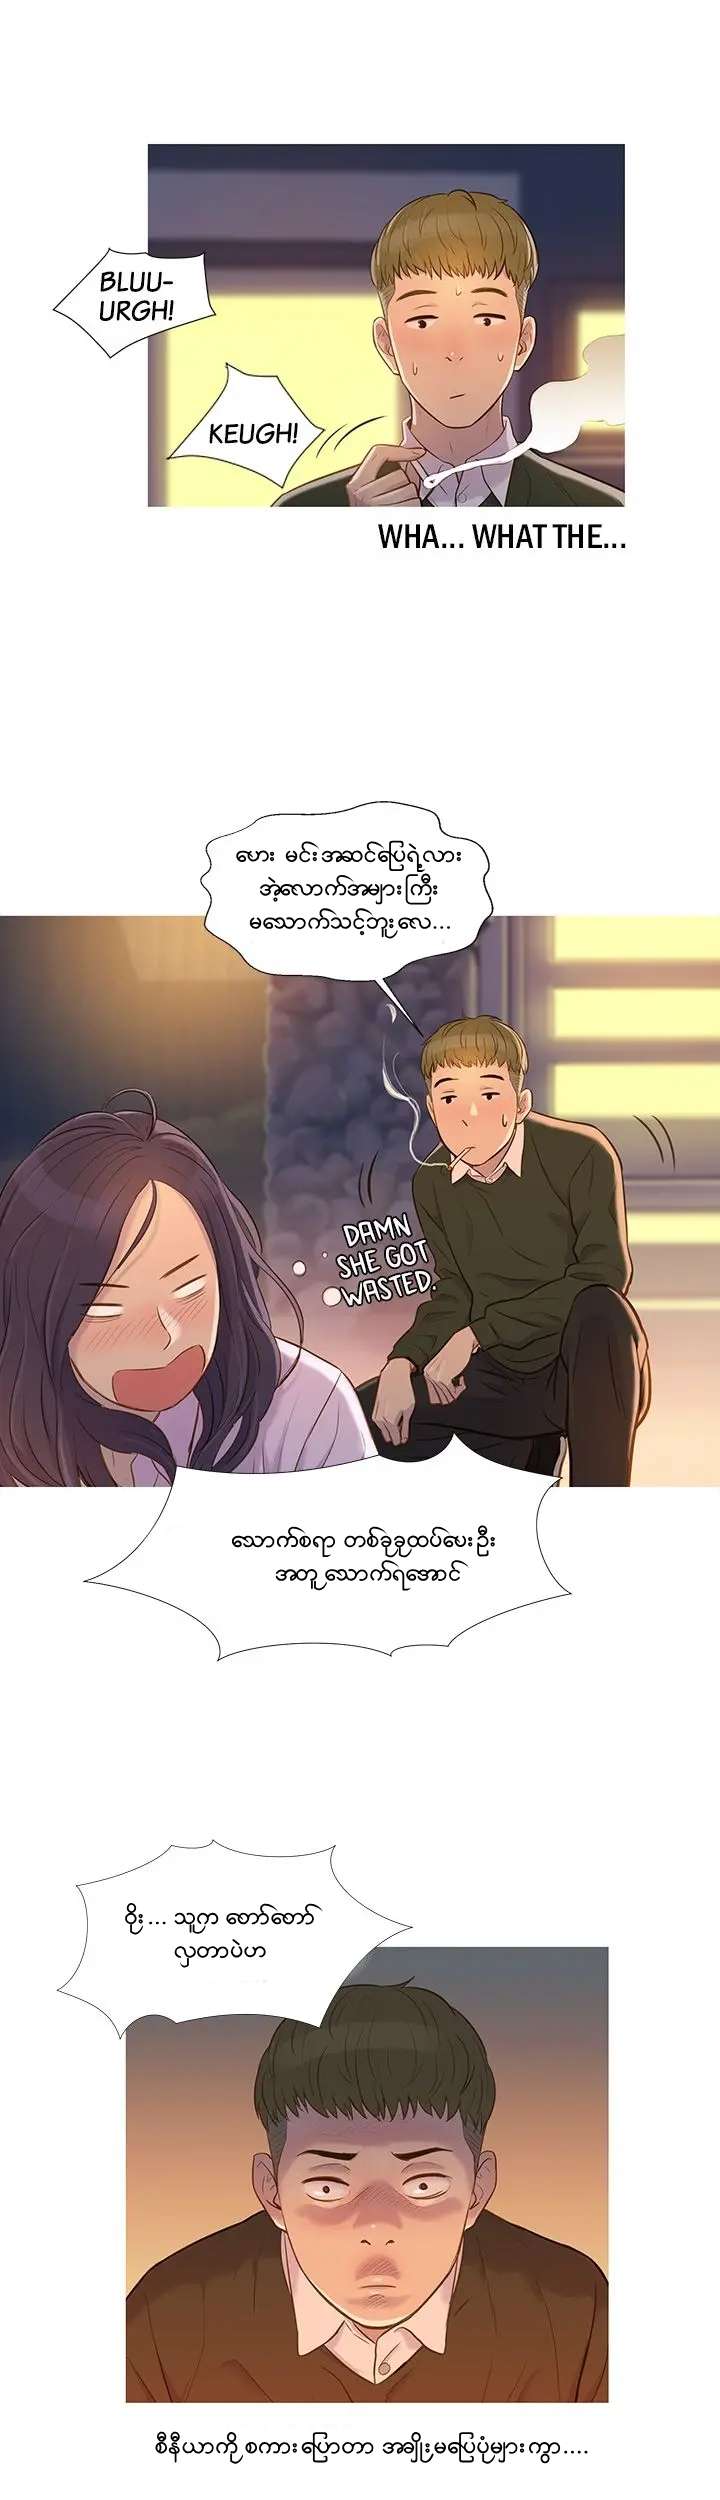 BLUU-
URGH!
KEUGH!
WHA... WHAT THE...
ဟေး မင်းအဆင်ပြေရဲ့လား
အဲ့လောက်အများကြီး
မသောက်သင့်ဘူးလေ...
DAMN
SHE GOT
WASTED.
သောက်စရာ တစ်ခုခုထပ်ပေးဦး
အတူသောက်ရအောင်
ဝိုး... သူက တော်တော်
လှတာပဲဟ
စီနီယာကို စကားပြောတာ အချိုးမပြေပုံများကွာ....